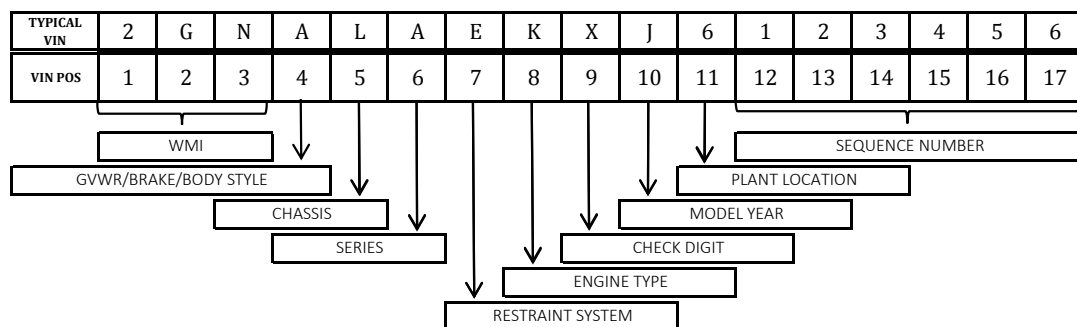 TYPICAL VIN 2 G N A L A E K X J 6 1 2 3 4 5 6
VIN POS 1 2 3 4 5 6 7 8 9 10 11 12 13 14 15 16 17
WMI SEQUENCE NUMBER
GVWR/BRAKE/BODY STYLE PLANT LOCATION
CHASSIS MODEL YEAR
SERIES CHECK DIGIT
ENGINE TYPE
RESTRAINT SYSTEM